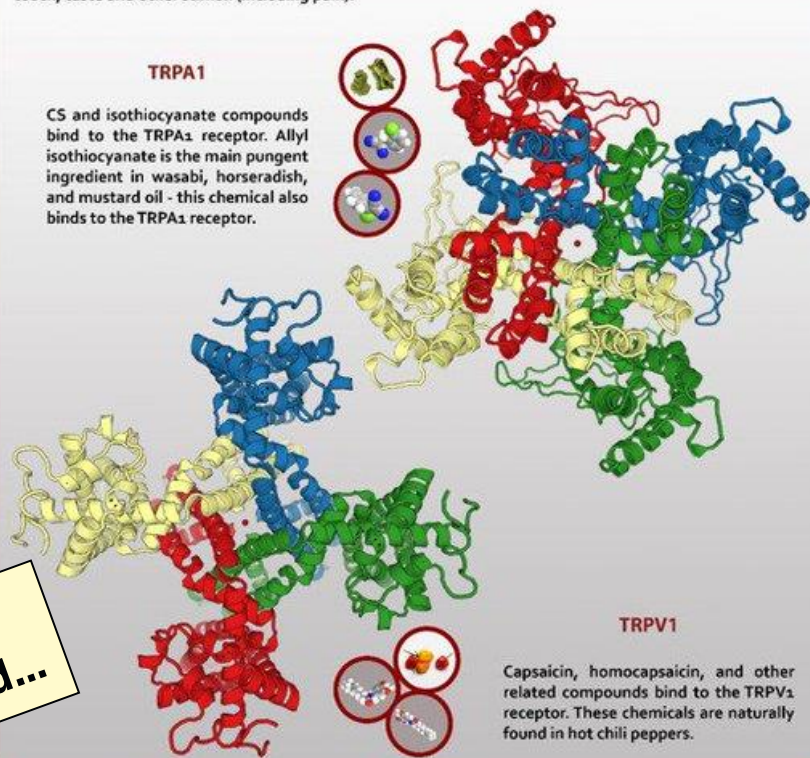 TRPA1
CS and isothiocyanate compounds
bind to the TRPA1 receptor. Allyl
isothiocyanate is the main pungent
ingredient in wasabi, horseradish,
and mustard oil - this chemical also
binds to the TRPA1 receptor.
TRPV1
Capsaicin, homocapsaicin, and other
related compounds bind to the TRPV1
receptor. These chemicals are naturally
found in hot chili peppers.